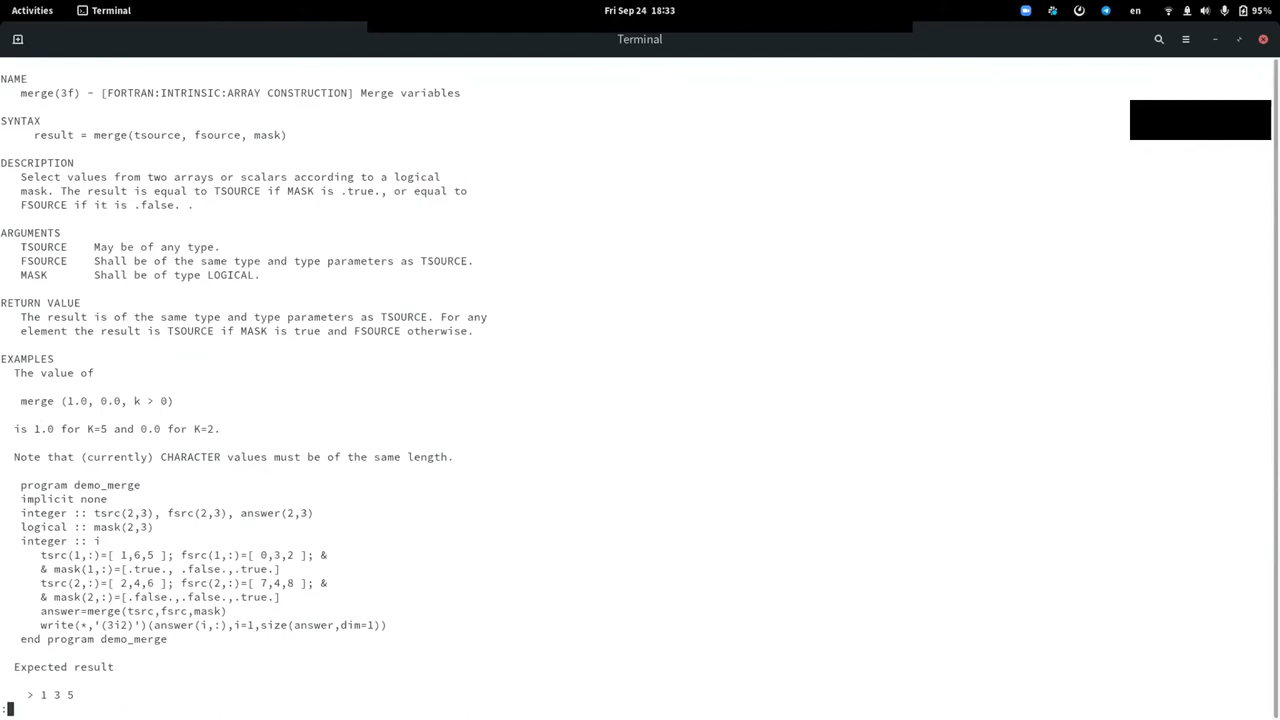 Activities Terminal Fri Sep 24 18:33 en 95%
Terminal
NAME
merge(3f) - [FORTRAN:INTRINSIC:ARRAY CONSTRUCTION] Merge variables
SYNTAX
result = merge(tsource, fsource, mask)
DESCRIPTION
Select values from two arrays or scalars according to a logical
mask. The result is equal to TSOURCE if MASK is .true., or equal to
FSOURCE if it is .false. .
ARGUMENTS
TSOURCE May be of any type.
FSOURCE Shall be of the same type and type parameters as TSOURCE.
MASK Shall be of type LOGICAL.
RETURN VALUE
The result is of the same type and type parameters as TSOURCE. For any
element the result is TSOURCE if MASK is true and FSOURCE otherwise.
EXAMPLES
The value of
merge (1.0, 0.0, k > 0)
is 1.0 for K=5 and 0.0 for K=2.
Note that (currently) CHARACTER values must be of the same length.
program demo_merge
implicit none
integer :: tsrc(2,3), fsrc(2,3), answer(2,3)
logical :: mask(2,3)
integer :: i
tsrc(1,:)=[ 1,6,5 ]; fsrc(1,:)=[ 0,3,2 ]; &
& mask(1,:)=[.true., .false.,.true.]
tsrc(2,:)=[ 2,4,6 ]; fsrc(2,:)=[ 7,4,8 ]; &
& mask(2,:)=[.false.,.false.,.true.]
answer=merge(tsrc,fsrc,mask)
write(*,'(3i2)')(answer(i,:),i=1,size(answer,dim=1))
end program demo_merge
Expected result
> 1 3 5
: